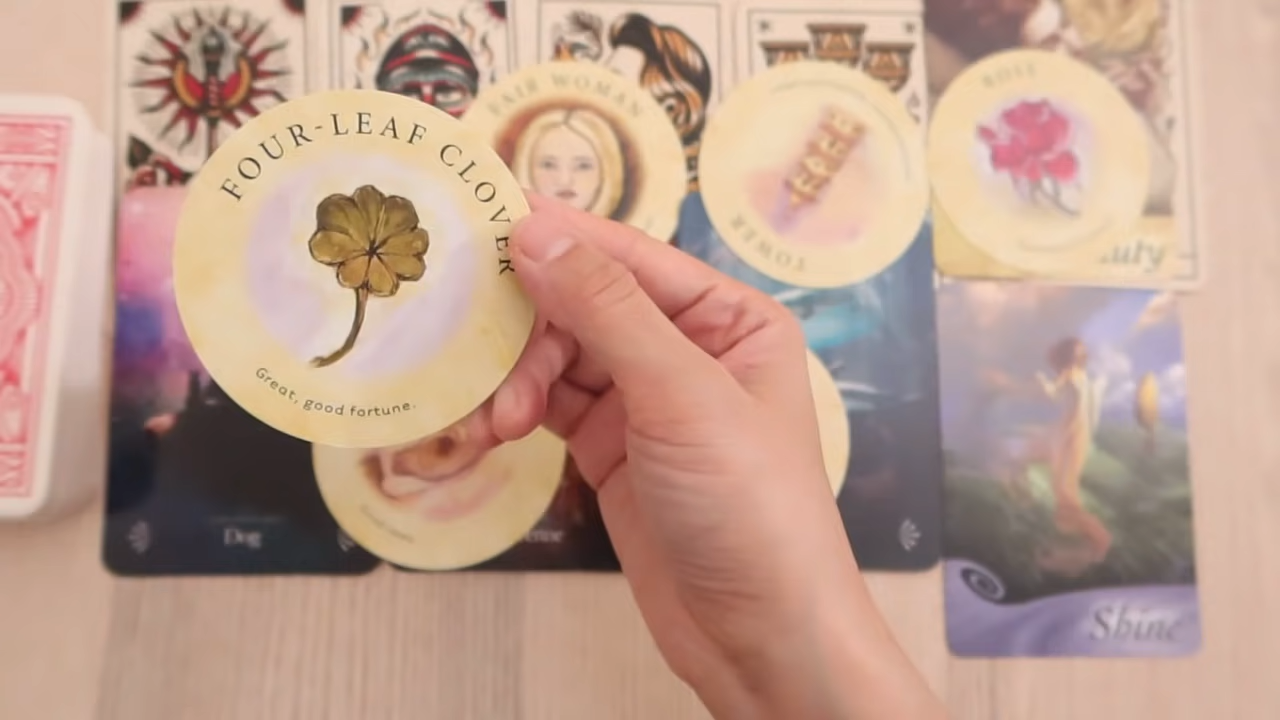 FOUR-LEAF CLOVER
Great, good fortune.
FAIR WOMAN
TOWER
ROSE
Dog
Shine